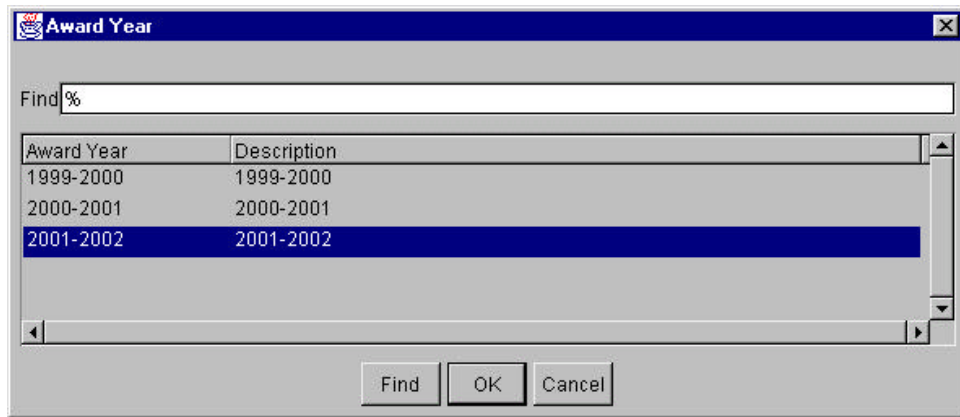 Award Year
Find %
Award Year Description
1999-2000 1999-2000
2000-2001 2000-2001
2001-2002 2001-2002
Find OK Cancel